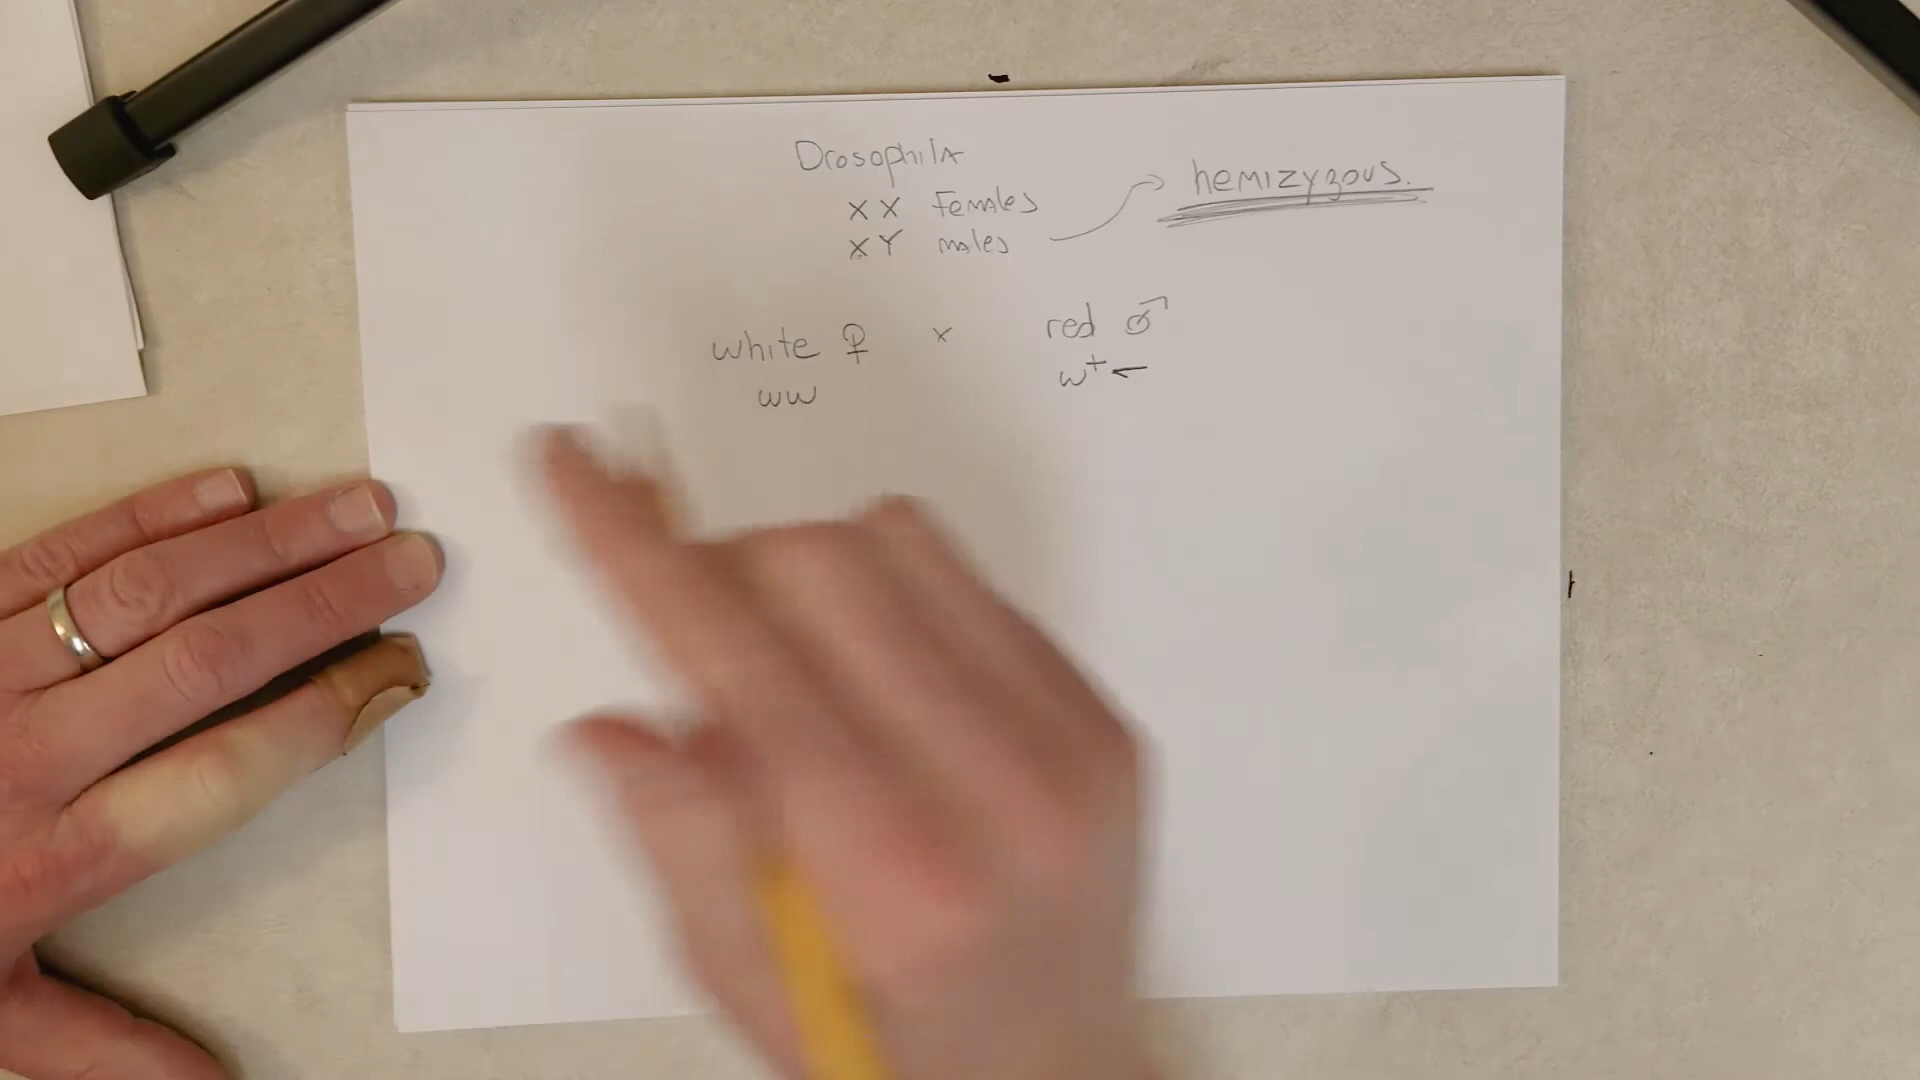 Drosophila
XX Females
XY males
hemizygous.
white ♀ x red ♂
ww w⁺ ←